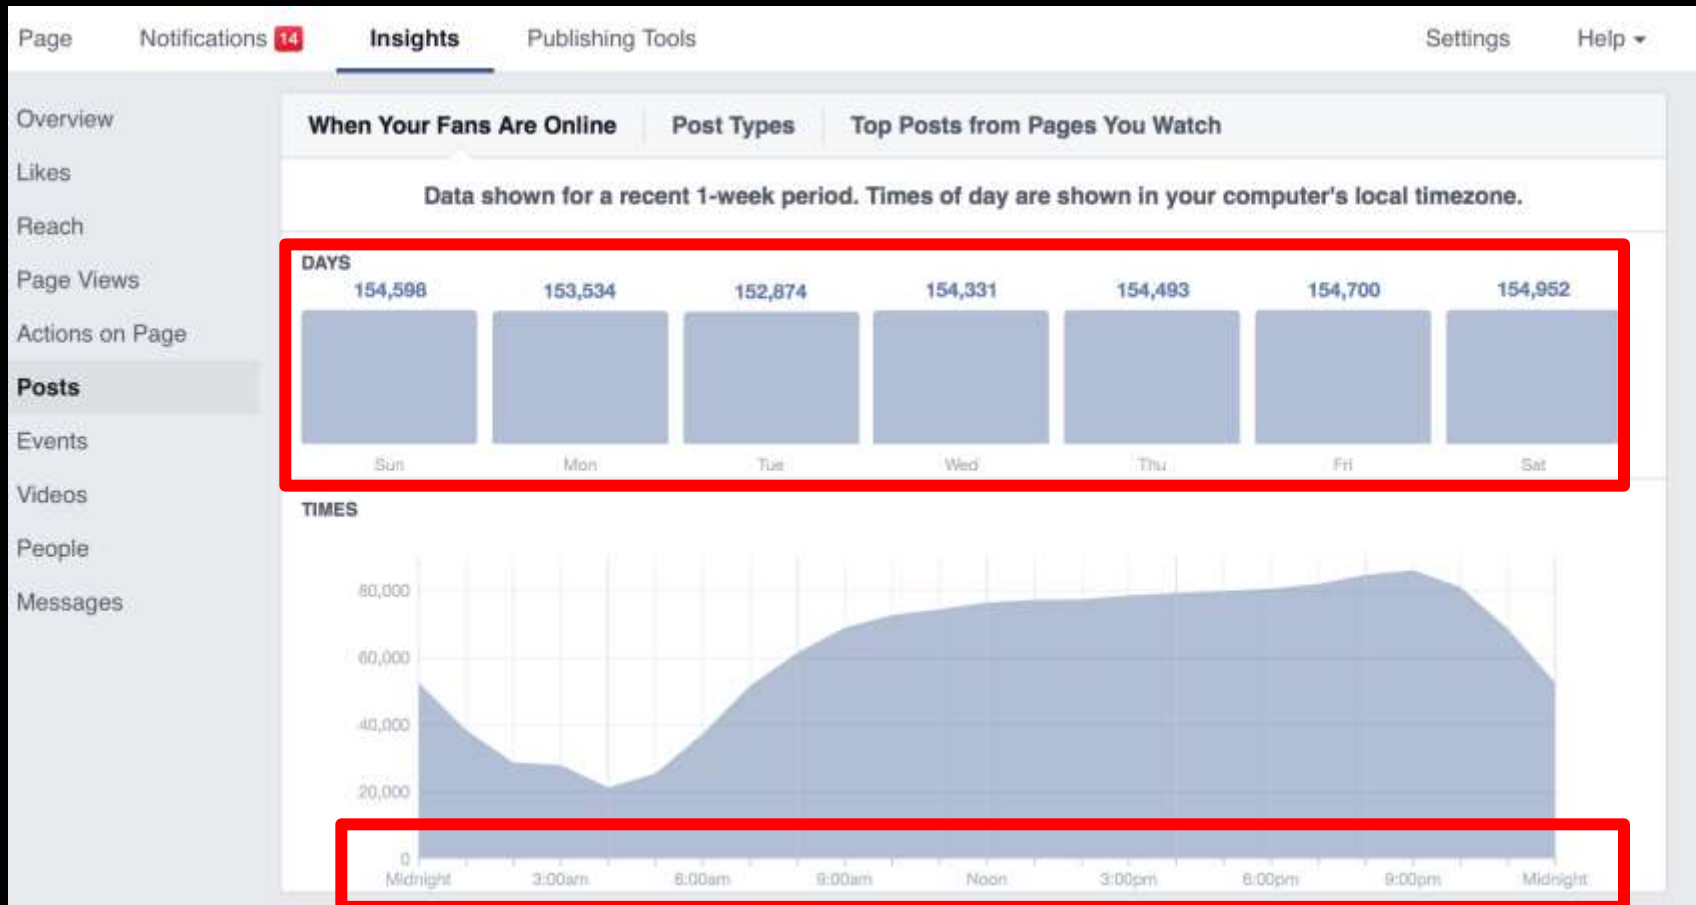 Page Notifications 14 Insights Publishing Tools Settings Help
Overview
Likes
Reach
Page Views
Actions on Page
Posts
Events
Videos
People
Messages
When Your Fans Are Online Post Types Top Posts from Pages You Watch
Data shown for a recent 1-week period. Times of day are shown in your computer's local timezone.
DAYS
154,598 153,534 152,874 154,331 154,493 154,700 154,952
Sun Mon Tue Wed Thu Fri Sat
TIMES
80,000
60,000
40,000
20,000
0
Midnight 3:00am 6:00am 9:00am Noon 3:00pm 6:00pm 9:00pm Midnight